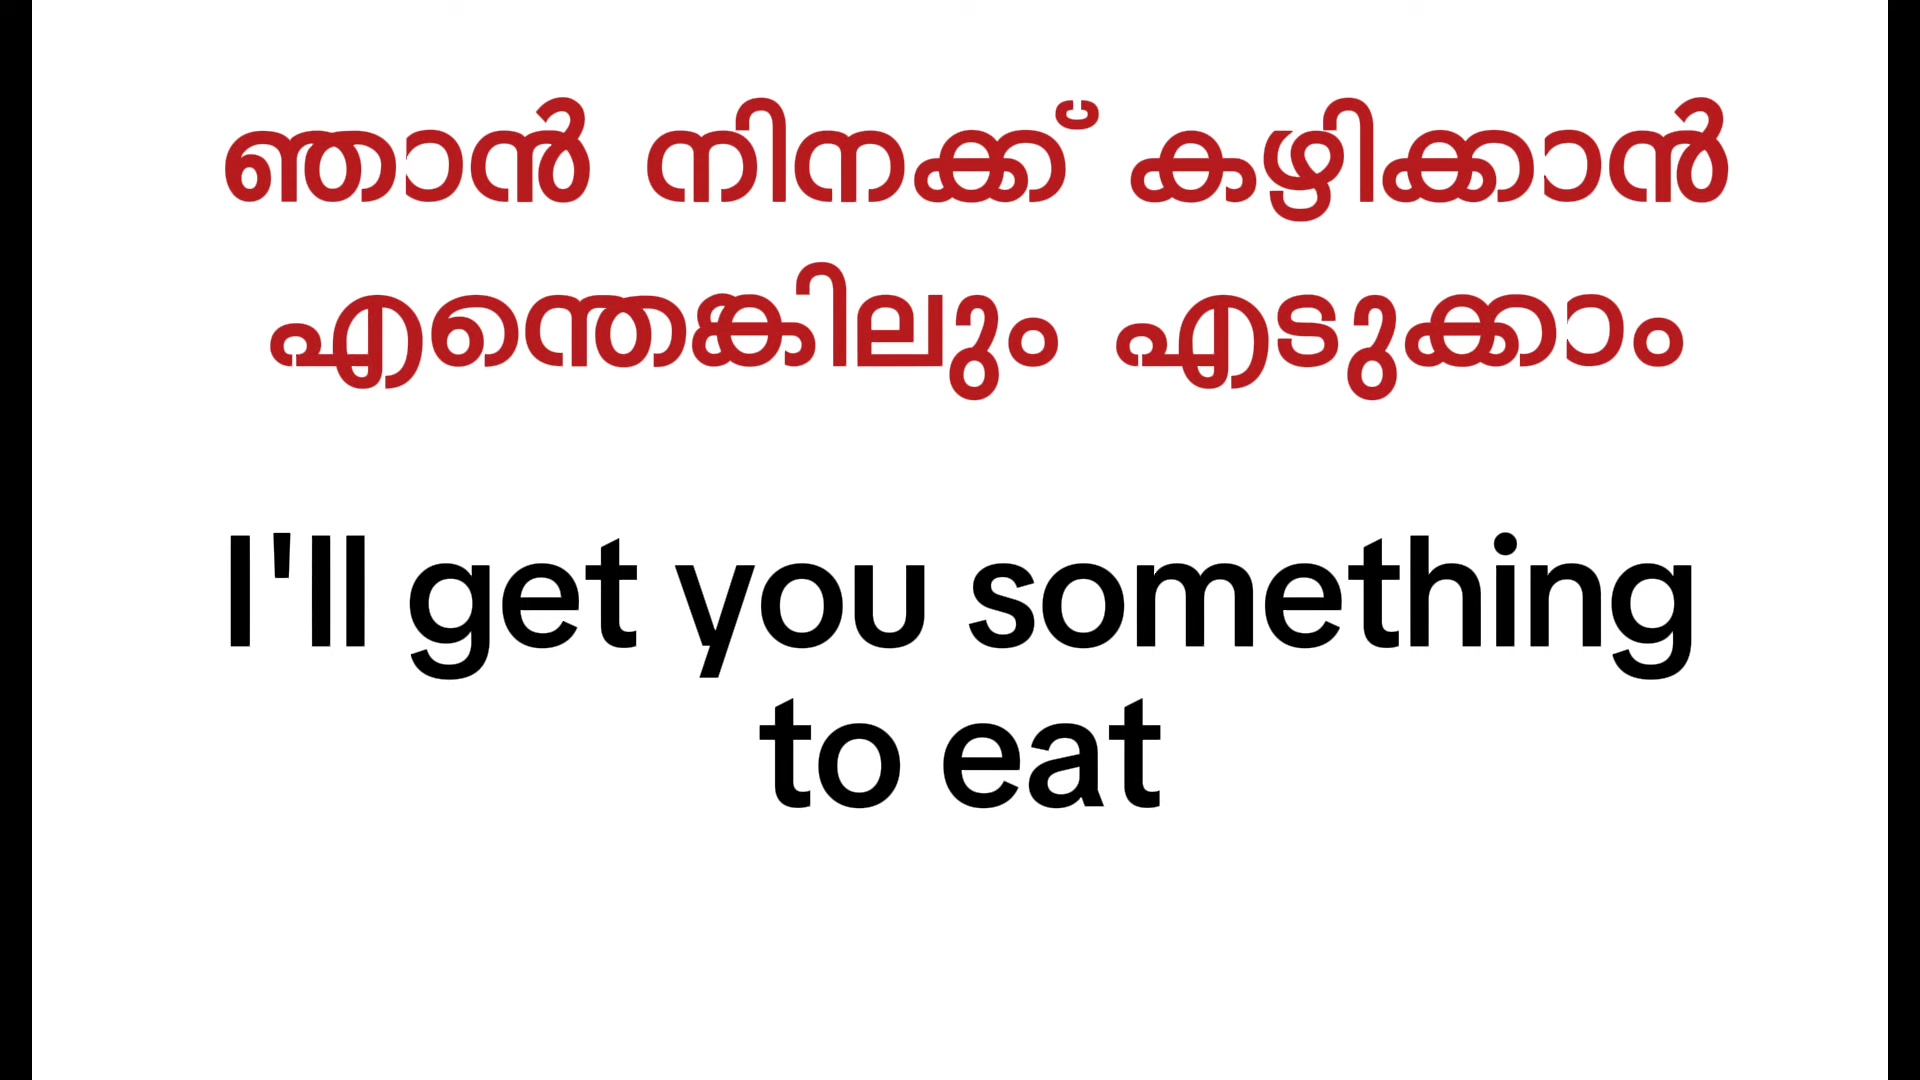 ഞാൻ നിനക്ക് കഴിക്കാൻ
എന്തെങ്കിലും എടുക്കാം
I'll get you something
to eat